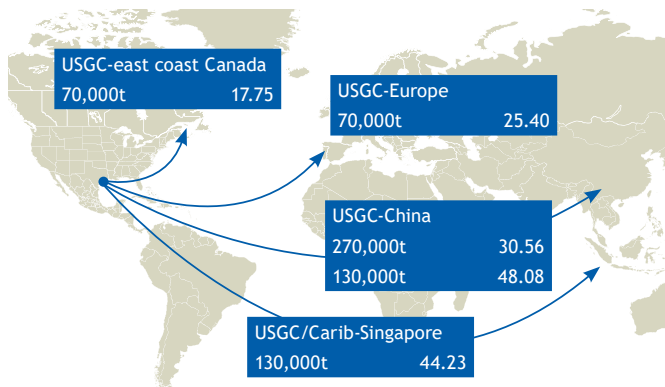 USGC-east coast Canada
70,000t 17.75
USGC-Europe
70,000t 25.40
USGC-China
270,000t 30.56
130,000t 48.08
USGC/Carib-Singapore
130,000t 44.23